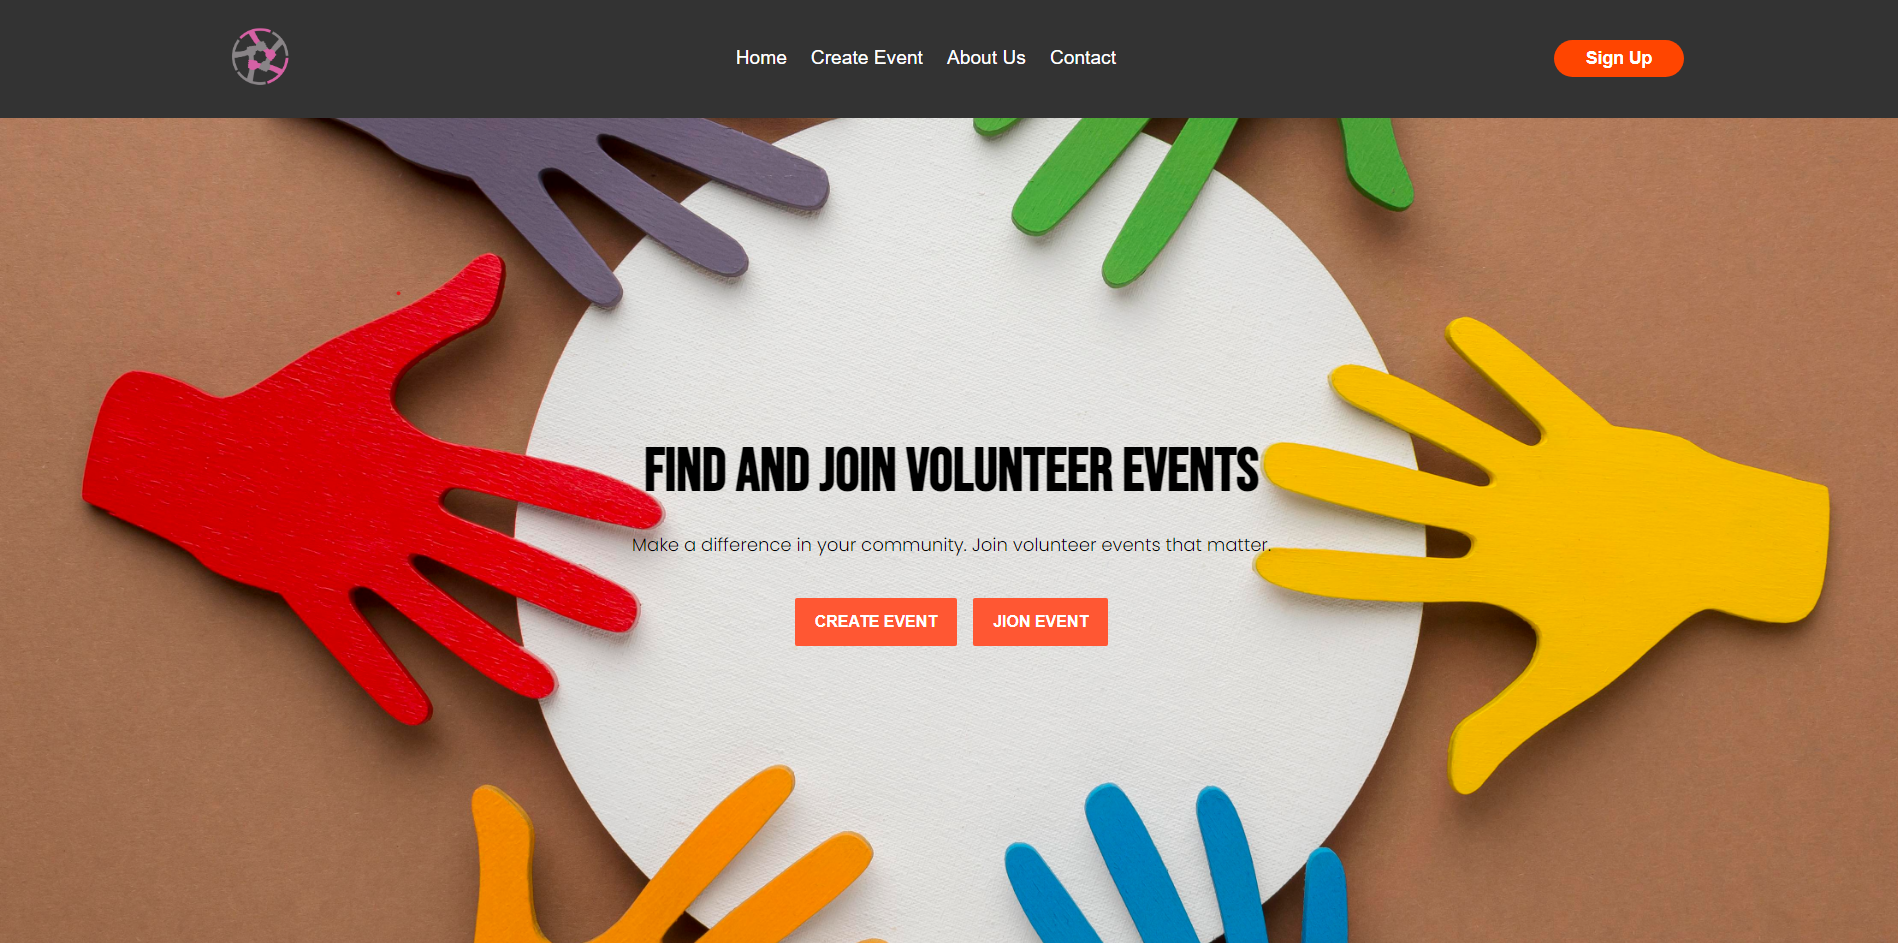 Home Create Event About Us Contact Sign Up
FIND AND JOIN VOLUNTEER EVENTS
Make a difference in your community. Join volunteer events that matter.
CREATE EVENT JION EVENT